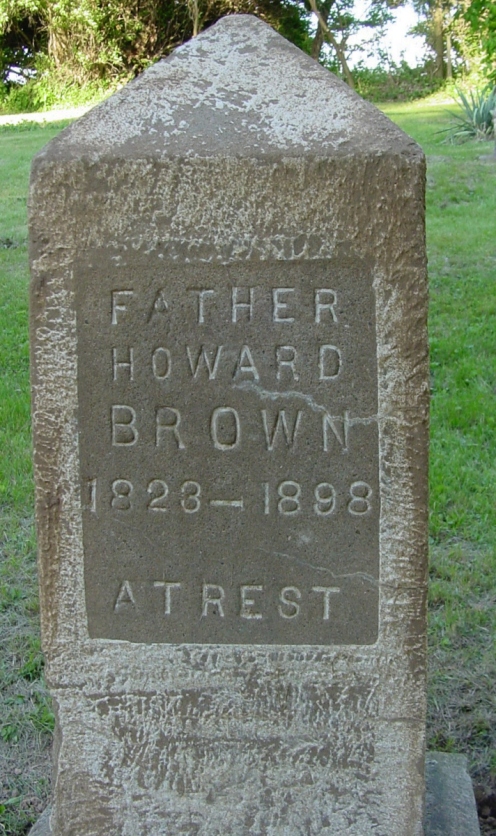 FATHER
HOWARD
BROWN
1823—1898
AT REST